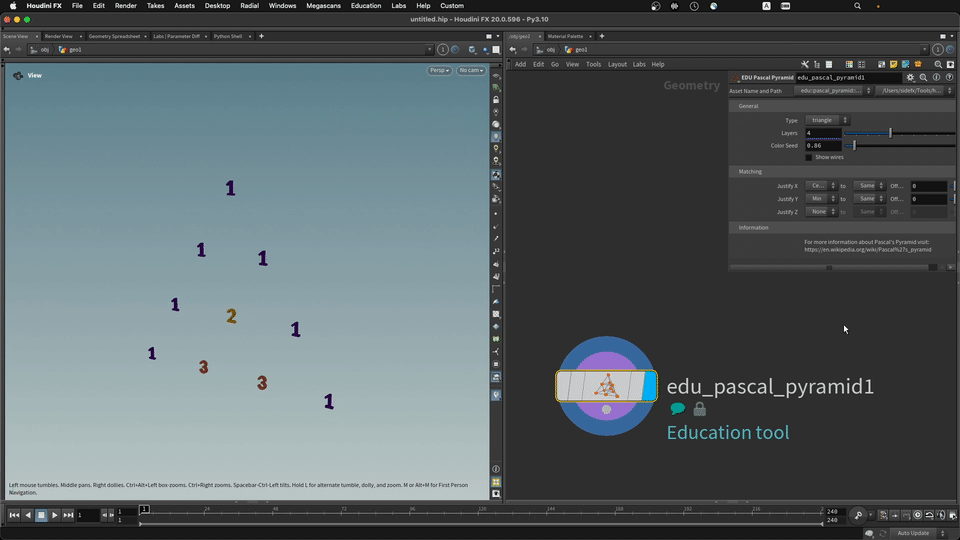 Houdini FX File Edit Render Assets Radial Windows Megascans Education Labs Help Custom A
untitled.hip - Houdini FX 20.0.596 - Py3.10
Scene View Render View Geometry Spreadsheet Labs | Parameter Diff Python Shell
obj geo1
View
Persp No cam
1
1 1
1 2 1
1 3 3 1
Left mouse tumbles. Middle pans. Right dollies. Ctrl+Alt+Left box-zooms. Ctrl+Right zooms. Spacebar-Ctrl-Left tilts. Hold L for alternate tumble, dolly, and zoom. M or Alt+M for First Person
Navigation.
/obj/geo1 Material Palette
obj geo1
Add Edit Go View Tools Layout Labs Help
Geometry
EDU Pascal Pyramid edu_pascal_pyramid1
Asset Name and Path edu::pascal_pyramid:... /Users/sidefx/Tools/h...
General
Type triangle
Layers 4
Color Seed 0.86
Show wires
Matching
Justify X Ce... to Same Off... 0
Justify Y Min to Same Off... 0
Justify Z None to Same Off...
Information
For more information about Pascal's Pyramid visit:
https://en.wikipedia.org/wiki/Pascal%27s_pyramid
edu_pascal_pyramid1
Education tool
1 1 1 24 72 96 120 144 168 192 216 240
1 240
Auto Update